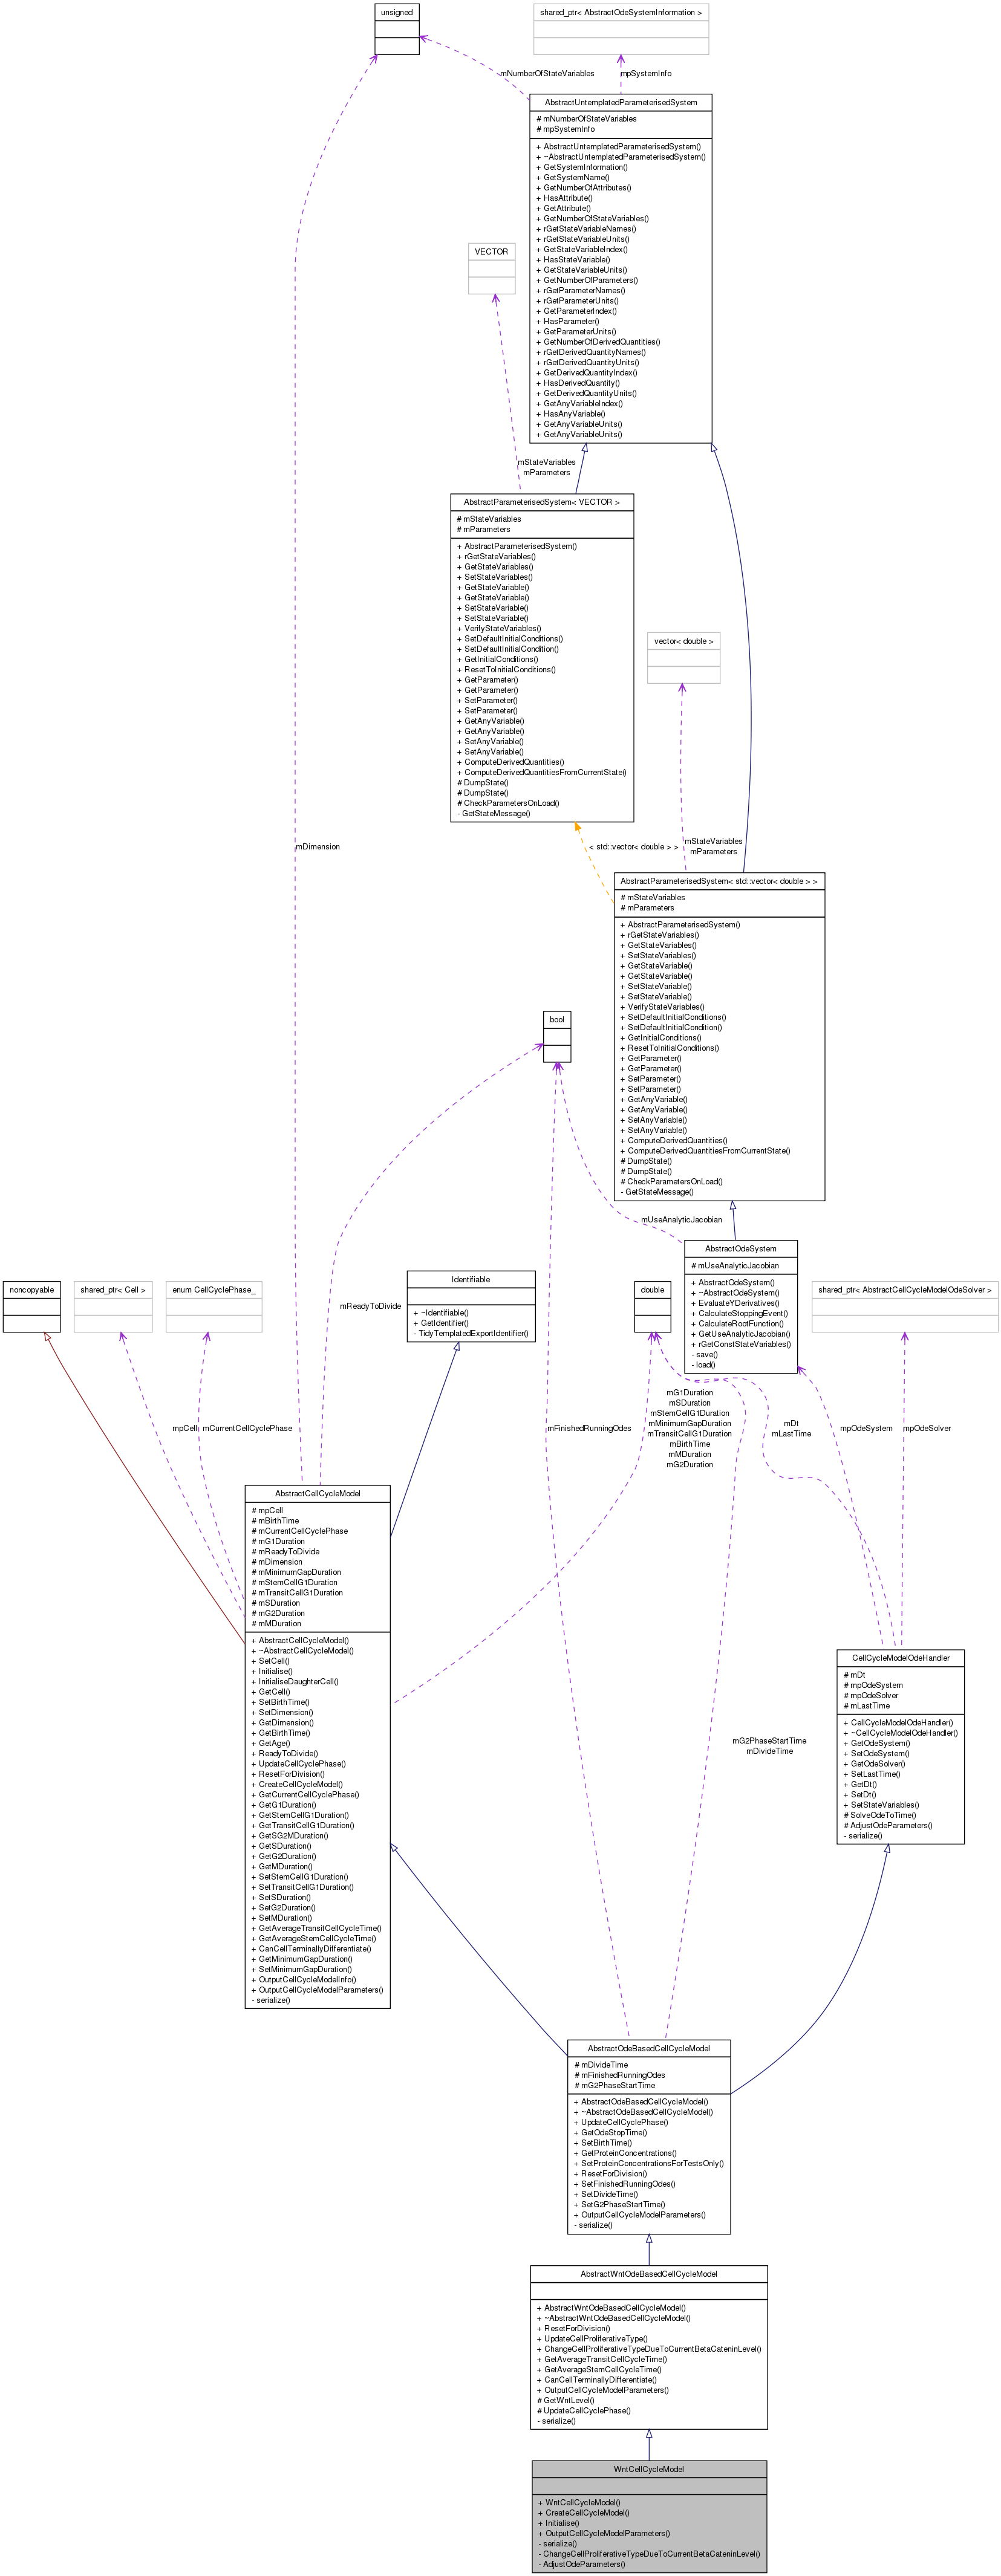 unsigned
shared_ptr< AbstractOdeSystemInformation >
mNumberOfStateVariables
mpSystemInfo
AbstractUntemplatedParameterisedSystem
# mNumberOfStateVariables
# mpSystemInfo
+ AbstractUntemplatedParameterisedSystem()
+ ~AbstractUntemplatedParameterisedSystem()
+ GetSystemInformation()
+ GetSystemName()
+ GetNumberOfAttributes()
+ HasAttribute()
+ GetAttribute()
+ GetNumberOfStateVariables()
+ rGetStateVariableNames()
+ rGetStateVariableUnits()
+ GetStateVariableIndex()
+ HasStateVariable()
+ GetStateVariableUnits()
+ GetNumberOfParameters()
+ rGetParameterNames()
+ rGetParameterUnits()
+ GetParameterIndex()
+ HasParameter()
+ GetParameterUnits()
+ GetNumberOfDerivedQuantities()
+ rGetDerivedQuantityNames()
+ rGetDerivedQuantityUnits()
+ GetDerivedQuantityIndex()
+ HasDerivedQuantity()
+ GetDerivedQuantityUnits()
+ GetAnyVariableIndex()
+ HasAnyVariable()
+ GetAnyVariableUnits()
+ GetAnyVariableUnits()
VECTOR
mStateVariables
mParameters
AbstractParameterisedSystem< VECTOR >
# mStateVariables
# mParameters
+ AbstractParameterisedSystem()
+ rGetStateVariables()
+ GetStateVariables()
+ SetStateVariables()
+ GetStateVariable()
+ GetStateVariable()
+ SetStateVariable()
+ SetStateVariable()
+ VerifyStateVariables()
+ SetDefaultInitialConditions()
+ SetDefaultInitialCondition()
+ GetInitialConditions()
+ ResetToInitialConditions()
+ GetParameter()
+ GetParameter()
+ SetParameter()
+ SetParameter()
+ GetAnyVariable()
+ GetAnyVariable()
+ SetAnyVariable()
+ SetAnyVariable()
+ ComputeDerivedQuantities()
+ ComputeDerivedQuantitiesFromCurrentState()
# DumpState()
# DumpState()
# CheckParametersOnLoad()
- GetStateMessage()
vector< double >
mDimension
< std::vector< double > >
mStateVariables
mParameters
AbstractParameterisedSystem< std::vector< double > >
# mStateVariables
# mParameters
+ AbstractParameterisedSystem()
+ rGetStateVariables()
+ GetStateVariables()
+ SetStateVariables()
+ GetStateVariable()
+ GetStateVariable()
+ SetStateVariable()
+ SetStateVariable()
+ VerifyStateVariables()
+ SetDefaultInitialConditions()
+ SetDefaultInitialCondition()
+ GetInitialConditions()
+ ResetToInitialConditions()
+ GetParameter()
+ GetParameter()
+ SetParameter()
+ SetParameter()
+ GetAnyVariable()
+ GetAnyVariable()
+ SetAnyVariable()
+ SetAnyVariable()
+ ComputeDerivedQuantities()
+ ComputeDerivedQuantitiesFromCurrentState()
# DumpState()
# DumpState()
# CheckParametersOnLoad()
- GetStateMessage()
bool
mUseAnalyticJacobian
AbstractOdeSystem
# mUseAnalyticJacobian
+ AbstractOdeSystem()
+ ~AbstractOdeSystem()
+ EvaluateYDerivatives()
+ CalculateStoppingEvent()
+ CalculateRootFunction()
+ GetUseAnalyticJacobian()
+ rGetConstStateVariables()
- save()
- load()
noncopyable
shared_ptr< Cell >
enum CellCyclePhase_
mReadyToDivide
Identifiable
+ ~Identifiable()
+ GetIdentifier()
- TidyTemplatedExportIdentifier()
double
shared_ptr< AbstractCellCycleModelOdeSolver >
mpCell
mCurrentCellCyclePhase
mFinishedRunningOdes
mG1Duration
mSDuration
mStemCellG1Duration
mMinimumGapDuration
mTransitCellG1Duration
mBirthTime
mMDuration
mG2Duration
mDt
mLastTime
mpOdeSystem
mpOdeSolver
AbstractCellCycleModel
# mpCell
# mBirthTime
# mCurrentCellCyclePhase
# mG1Duration
# mReadyToDivide
# mDimension
# mMinimumGapDuration
# mStemCellG1Duration
# mTransitCellG1Duration
# mSDuration
# mG2Duration
# mMDuration
+ AbstractCellCycleModel()
+ ~AbstractCellCycleModel()
+ SetCell()
+ Initialise()
+ InitialiseDaughterCell()
+ GetCell()
+ SetBirthTime()
+ SetDimension()
+ GetDimension()
+ GetBirthTime()
+ GetAge()
+ ReadyToDivide()
+ UpdateCellCyclePhase()
+ ResetForDivision()
+ CreateCellCycleModel()
+ GetCurrentCellCyclePhase()
+ GetG1Duration()
+ GetStemCellG1Duration()
+ GetTransitCellG1Duration()
+ GetSG2MDuration()
+ GetSDuration()
+ GetG2Duration()
+ GetMDuration()
+ SetStemCellG1Duration()
+ SetTransitCellG1Duration()
+ SetSDuration()
+ SetG2Duration()
+ SetMDuration()
+ GetAverageTransitCellCycleTime()
+ GetAverageStemCellCycleTime()
+ CanCellTerminallyDifferentiate()
+ GetMinimumGapDuration()
+ SetMinimumGapDuration()
+ OutputCellCycleModelInfo()
+ OutputCellCycleModelParameters()
- serialize()
CellCycleModelOdeHandler
# mDt
# mpOdeSystem
# mpOdeSolver
# mLastTime
+ CellCycleModelOdeHandler()
+ ~CellCycleModelOdeHandler()
+ GetOdeSystem()
+ SetOdeSystem()
+ GetOdeSolver()
+ SetLastTime()
+ GetDt()
+ SetDt()
+ SetStateVariables()
# SolveOdeToTime()
# AdjustOdeParameters()
- serialize()
mG2PhaseStartTime
mDivideTime
AbstractOdeBasedCellCycleModel
# mDivideTime
# mFinishedRunningOdes
# mG2PhaseStartTime
+ AbstractOdeBasedCellCycleModel()
+ ~AbstractOdeBasedCellCycleModel()
+ UpdateCellCyclePhase()
+ GetOdeStopTime()
+ SetBirthTime()
+ GetProteinConcentrations()
+ SetProteinConcentrationsForTestsOnly()
+ ResetForDivision()
+ SetFinishedRunningOdes()
+ SetDivideTime()
+ SetG2PhaseStartTime()
+ OutputCellCycleModelParameters()
- serialize()
AbstractWntOdeBasedCellCycleModel
+ AbstractWntOdeBasedCellCycleModel()
+ ~AbstractWntOdeBasedCellCycleModel()
+ ResetForDivision()
+ UpdateCellProliferativeType()
+ ChangeCellProliferativeTypeDueToCurrentBetaCateninLevel()
+ GetAverageTransitCellCycleTime()
+ GetAverageStemCellCycleTime()
+ CanCellTerminallyDifferentiate()
+ OutputCellCycleModelParameters()
# GetWntLevel()
# UpdateCellCyclePhase()
- serialize()
WntCellCycleModel
+ WntCellCycleModel()
+ CreateCellCycleModel()
+ Initialise()
+ OutputCellCycleModelParameters()
- serialize()
- ChangeCellProliferativeTypeDueToCurrentBetaCateninLevel()
- AdjustOdeParameters()